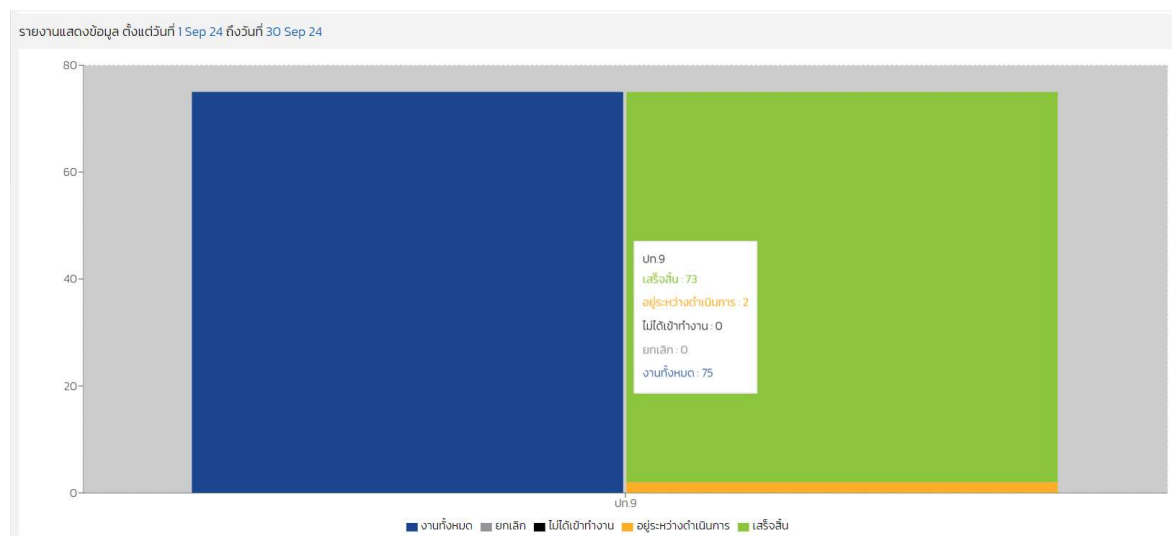 รายงานแสดงข้อมูล ตั้งแต่วันที่ 1 Sep 24 ถึงวันที่ 30 Sep 24
80
60
40
20
0
ปท.9
เสร็จสิ้น : 73
อยู่ระหว่างดำเนินการ : 2
ไม่ได้เข้าทำงาน : 0
ยกเลิก : 0
งานทั้งหมด : 75
ปท.9
งานทั้งหมด ยกเลิก ไม่ได้เข้าทำงาน อยู่ระหว่างดำเนินการ เสร็จสิ้น